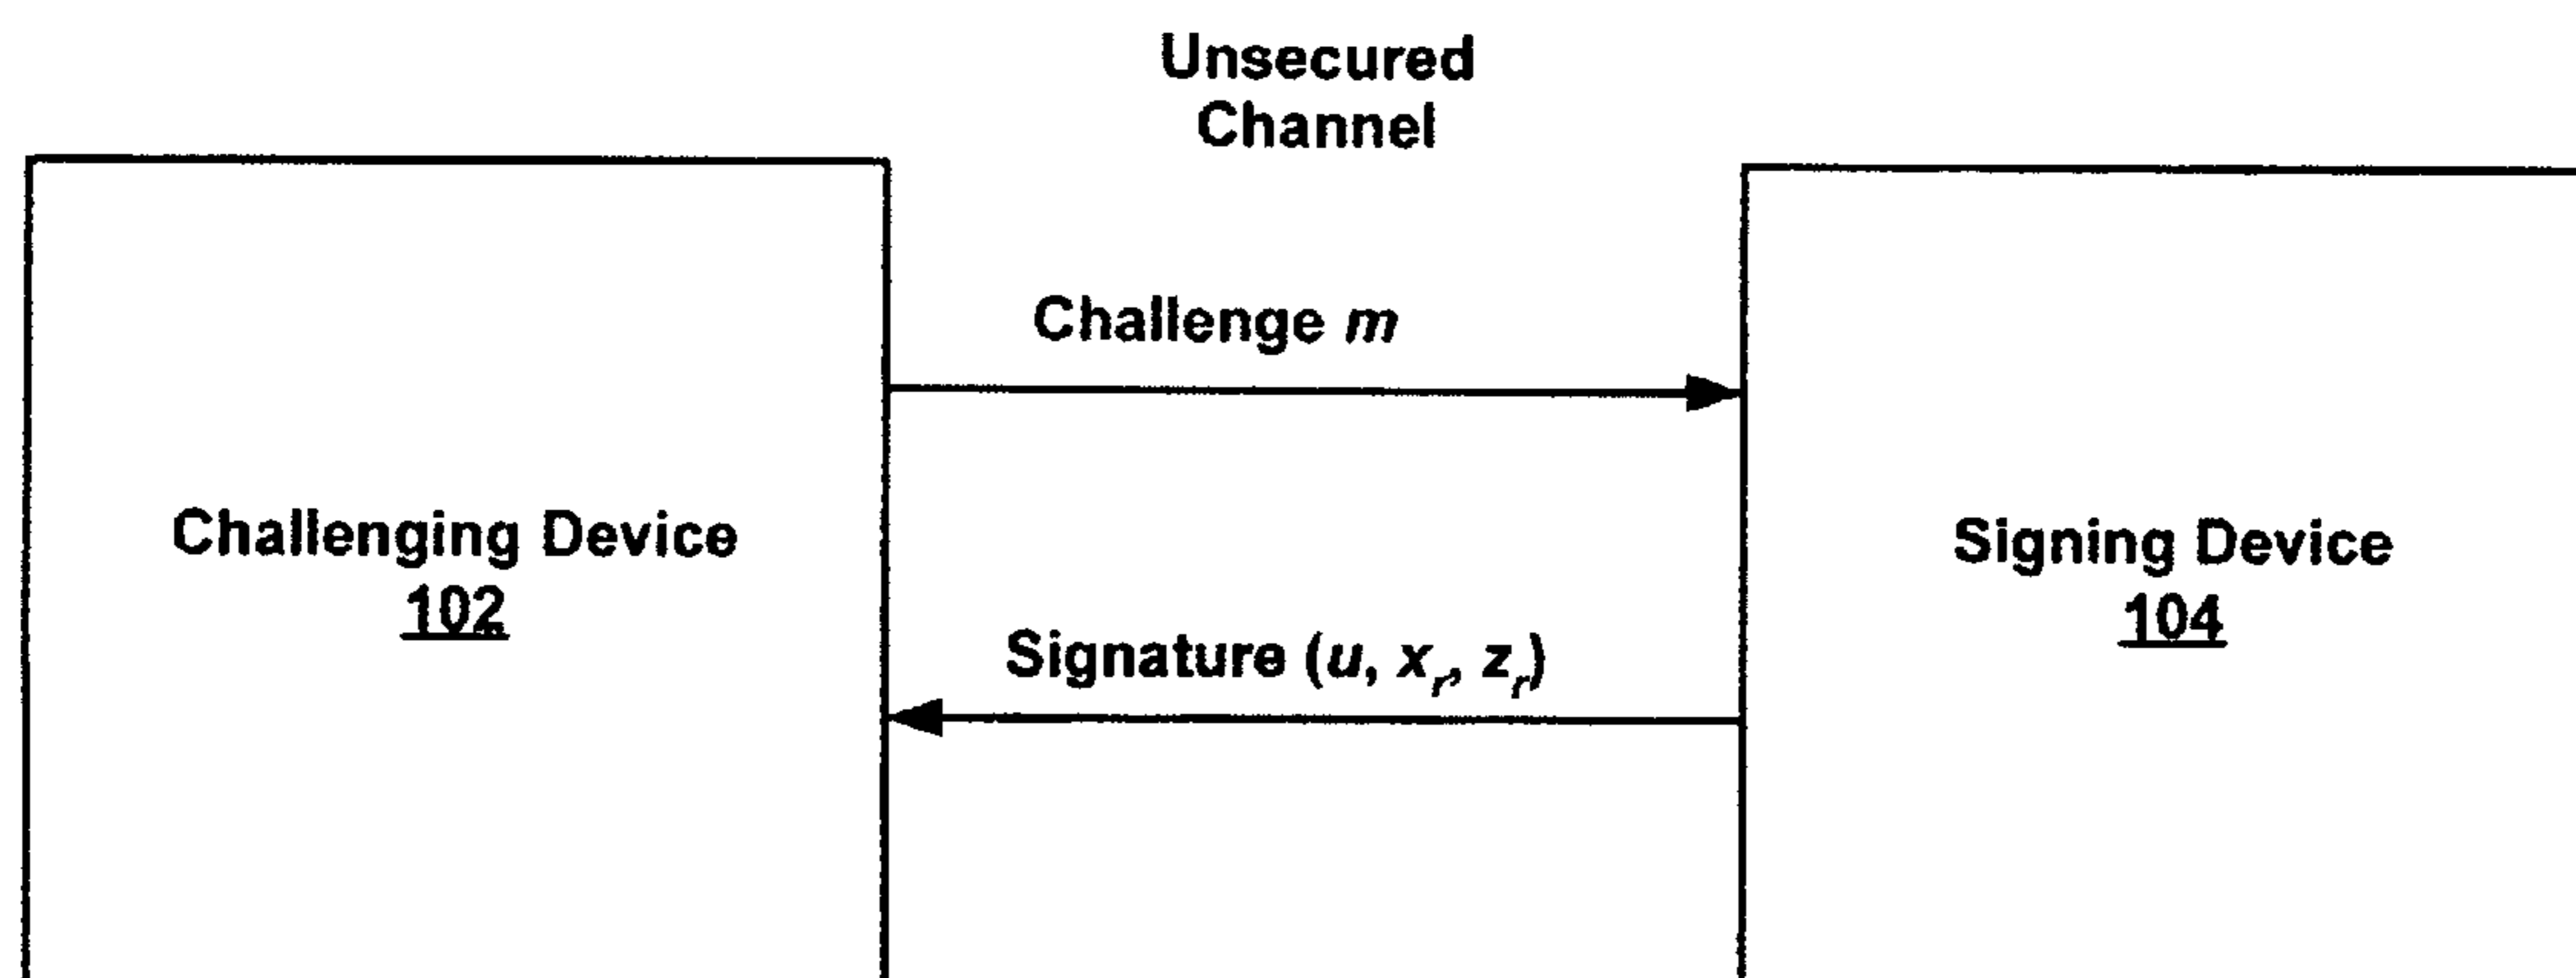 Unsecured
Channel
Challenge m
Challenging Device
102
Signing Device
104
Signature (u, xᵣ, zᵣ)